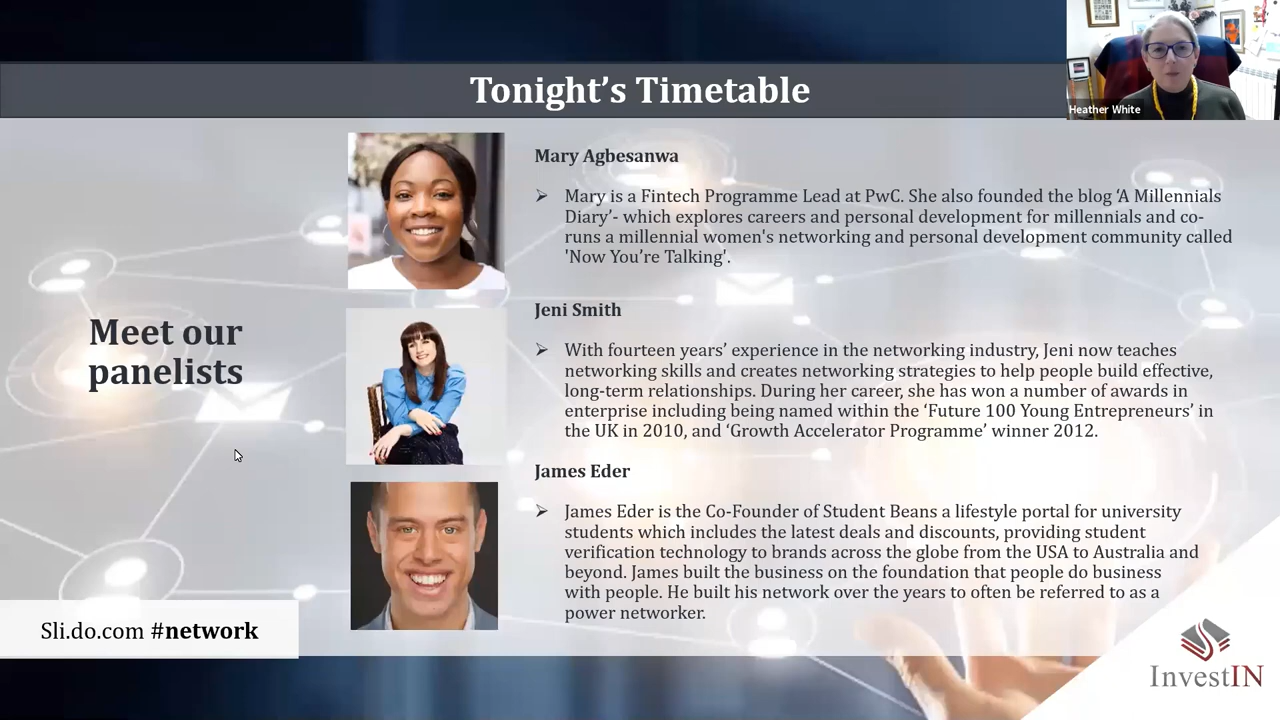 Tonight's Timetable
Heather White
Meet our
panelists
Mary Agbesanwa
Mary is a Fintech Programme Lead at PwC. She also founded the blog ‘A Millennials
Diary’- which explores careers and personal development for millennials and co-
runs a millennial women's networking and personal development community called
'Now You’re Talking'.
Jeni Smith
With fourteen years’ experience in the networking industry, Jeni now teaches
networking skills and creates networking strategies to help people build effective,
long-term relationships. During her career, she has won a number of awards in
enterprise including being named within the ‘Future 100 Young Entrepreneurs’ in
the UK in 2010, and ‘Growth Accelerator Programme’ winner 2012.
James Eder
James Eder is the Co-Founder of Student Beans a lifestyle portal for university
students which includes the latest deals and discounts, providing student
verification technology to brands across the globe from the USA to Australia and
beyond. James built the business on the foundation that people do business
with people. He built his network over the years to often be referred to as a
power networker.
Sli.do.com #network
InvestIN